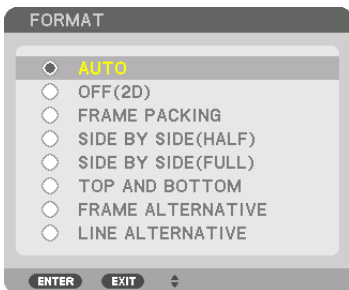 FORMAT
AUTO
OFF(2D)
FRAME PACKING
SIDE BY SIDE(HALF)
SIDE BY SIDE(FULL)
TOP AND BOTTOM
FRAME ALTERNATIVE
LINE ALTERNATIVE
ENTER EXIT